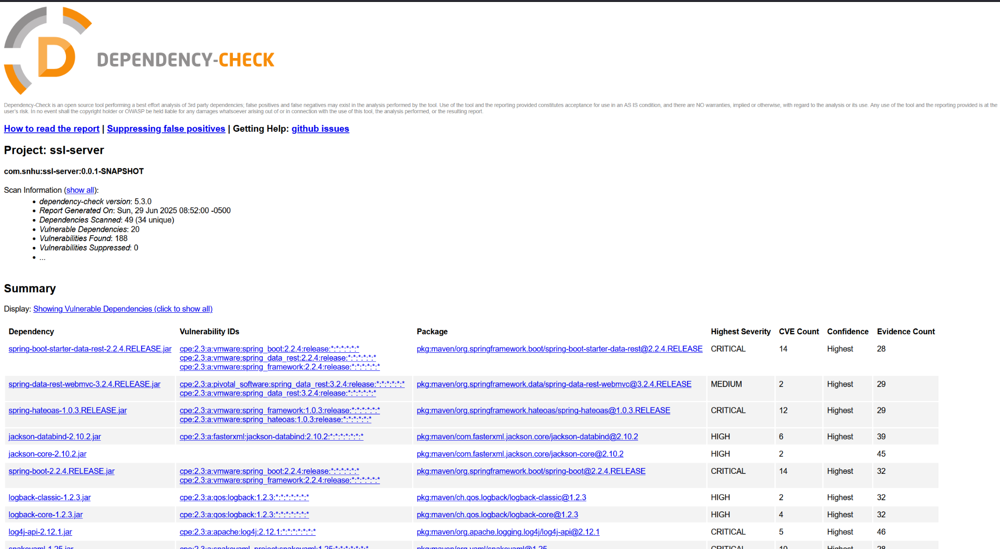 D
DEPENDENCY-CHECK
Dependency-Check is an open source tool performing a best effort analysis of 3rd party dependencies; false positives and false negatives may exist in the analysis performed by the tool. Use of the tool and the reporting provided constitutes acceptance for use in an AS IS condition, and there are NO warranties, implied or otherwise, with regard to the analysis or its use. Any use of the tool and the reporting provided is at the
user's risk. In no event shall the copyright holder or OWASP be held liable for any damages whatsoever arising out of or in connection with the use of this tool, the analysis performed, or the resulting report.
How to read the report | Suppressing false positives | Getting Help: github issues
Project: ssl-server
com.snhu:ssl-server:0.0.1-SNAPSHOT
Scan Information (show all):
• dependency-check version: 5.3.0
• Report Generated On: Sun, 29 Jun 2025 08:52:00 -0500
• Dependencies Scanned: 49 (34 unique)
• Vulnerable Dependencies: 20
• Vulnerabilities Found: 188
• Vulnerabilities Suppressed: 0
• ...
Summary
Display: Showing Vulnerable Dependencies (click to show all)
Dependency Vulnerability IDs Package Highest Severity CVE Count Confidence Evidence Count
spring-boot-starter-data-rest-2.2.4.RELEASE.jar cpe:2.3:a:vmware:spring_boot:2.2.4:release:*:*:*:*:*:* pkg:maven/org.springframework.boot/spring-boot-starter-data-rest@2.2.4.RELEASE CRITICAL 14 Highest 28
cpe:2.3:a:vmware:spring_data_rest:2.2.4:release:*:*:*:*:*:*
cpe:2.3:a:vmware:spring_framework:2.2.4:release:*:*:*:*:*:*
spring-data-rest-webmvc-3.2.4.RELEASE.jar cpe:2.3:a:pivotal_software:spring_data_rest:3.2.4:release:*:*:*:*:*:* pkg:maven/org.springframework.data/spring-data-rest-webmvc@3.2.4.RELEASE MEDIUM 2 Highest 29
cpe:2.3:a:vmware:spring_data_rest:3.2.4:release:*:*:*:*:*:*
spring-hateoas-1.0.3.RELEASE.jar cpe:2.3:a:vmware:spring_framework:1.0.3:release:*:*:*:*:*:* pkg:maven/org.springframework.hateoas/spring-hateoas@1.0.3.RELEASE CRITICAL 12 Highest 29
cpe:2.3:a:vmware:spring_hateoas:1.0.3:release:*:*:*:*:*:*
jackson-databind-2.10.2.jar cpe:2.3:a:fasterxml:jackson-databind:2.10.2:*:*:*:*:*:*:* pkg:maven/com.fasterxml.jackson.core/jackson-databind@2.10.2 HIGH 6 Highest 39
jackson-core-2.10.2.jar pkg:maven/com.fasterxml.jackson.core/jackson-core@2.10.2 HIGH 2 45
spring-boot-2.2.4.RELEASE.jar cpe:2.3:a:vmware:spring_boot:2.2.4:release:*:*:*:*:*:* pkg:maven/org.springframework.boot/spring-boot@2.2.4.RELEASE CRITICAL 14 Highest 32
cpe:2.3:a:vmware:spring_framework:2.2.4:release:*:*:*:*:*:*
logback-classic-1.2.3.jar cpe:2.3:a:qos:logback:1.2.3:*:*:*:*:*:*:* pkg:maven/ch.qos.logback/logback-classic@1.2.3 HIGH 2 Highest 32
logback-core-1.2.3.jar cpe:2.3:a:qos:logback:1.2.3:*:*:*:*:*:*:* pkg:maven/ch.qos.logback/logback-core@1.2.3 HIGH 4 Highest 32
log4j-api-2.12.1.jar cpe:2.3:a:apache:log4j:2.12.1:*:*:*:*:*:*:* pkg:maven/org.apache.logging.log4j/log4j-api@2.12.1 CRITICAL 5 Highest 46
snakeyaml-1.25.jar cpe:2.3:a:snakeyaml_project:snakeyaml:1.25:*:*:*:*:*:*:* pkg:maven/org.yaml/snakeyaml@1.25 CRITICAL 10 Highest 28